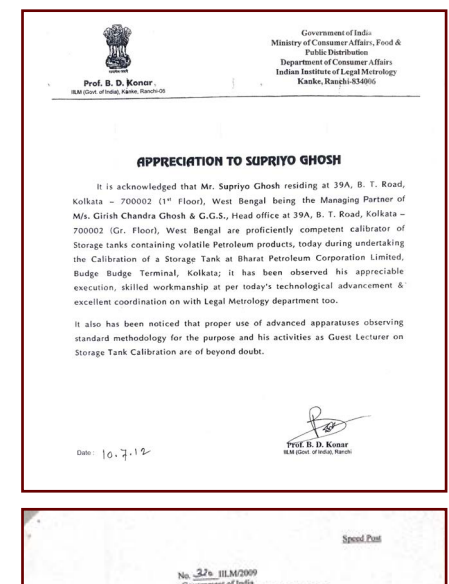 Government of India
Ministry of Consumer Affairs, Food &
Public Distribution
Department of Consumer Affairs
Indian Institute of Legal Metrology
Kanke, Ranchi-834006
Prof. B. D. Konar
IILM (Govt. of India), Kanke, Ranchi-06
APPRECIATION TO SUPRIYO GHOSH
It is acknowledged that Mr. Supriyo Ghosh residing at 39A, B. T. Road,
Kolkata – 700002 (1st Floor), West Bengal being the Managing Partner of
M/s. Girish Chandra Ghosh & G.G.S., Head office at 39A, B. T. Road, Kolkata –
700002 (Gr. Floor), West Bengal are proficiently competent calibrator of
Storage tanks containing volatile Petroleum products, today during undertaking
the Calibration of a Storage Tank at Bharat Petroleum Corporation Limited,
Budge Budge Terminal, Kolkata; it has been observed his appreciable
execution, skilled workmanship at per today's technological advancement &
excellent coordination on with Legal Metrology department too.
It also has been noticed that proper use of advanced apparatuses observing
standard methodology for the purpose and his activities as Guest Lecturer on
Storage Tank Calibration are of beyond doubt.
Date : 10.7.12
Prof. B. D. Konar
IILM (Govt. of India), Ranchi
Speed Post
No. 320 IILM/2009
Government of India